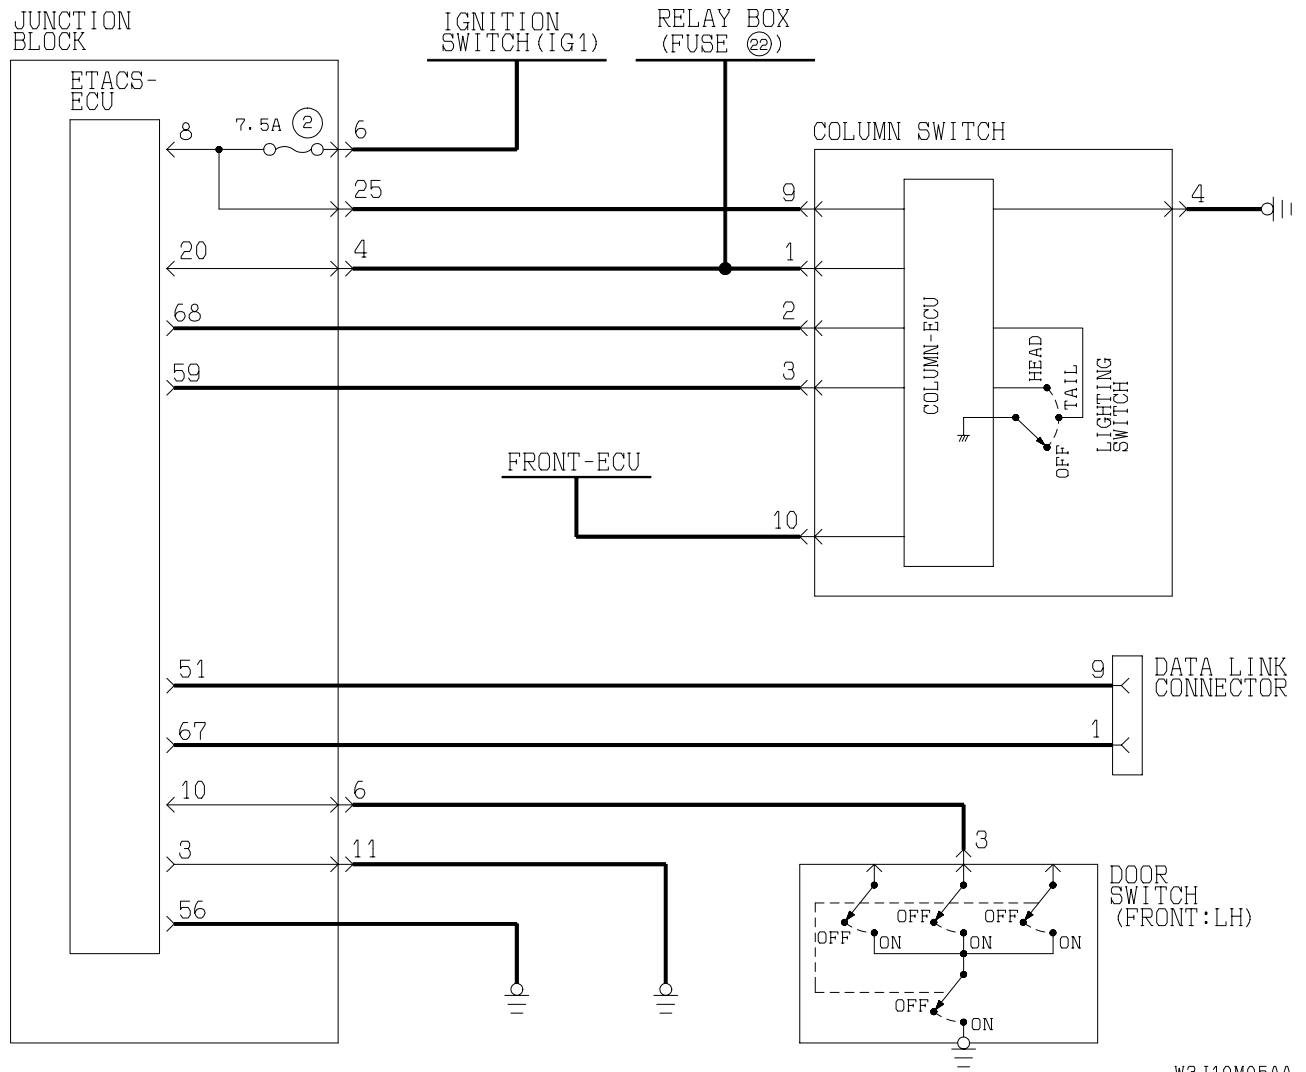 JUNCTION
BLOCK
IGNITION
SWITCH(IG1)
RELAY BOX
(FUSE 22)
ETACS-
ECU
8
7.5A
2
6
COLUMN SWITCH
25
9
4
20
4
1
68
2
59
3
COLUMN-ECU
HEAD
TAIL
OFF
LIGHTING
SWITCH
FRONT-ECU
10
51
9
DATA LINK
CONNECTOR
67
1
10
6
3
3
11
DOOR
SWITCH
(FRONT:LH)
56
OFF
OFF
OFF
ON
ON
ON
OFF
ON
W3J10M05AA